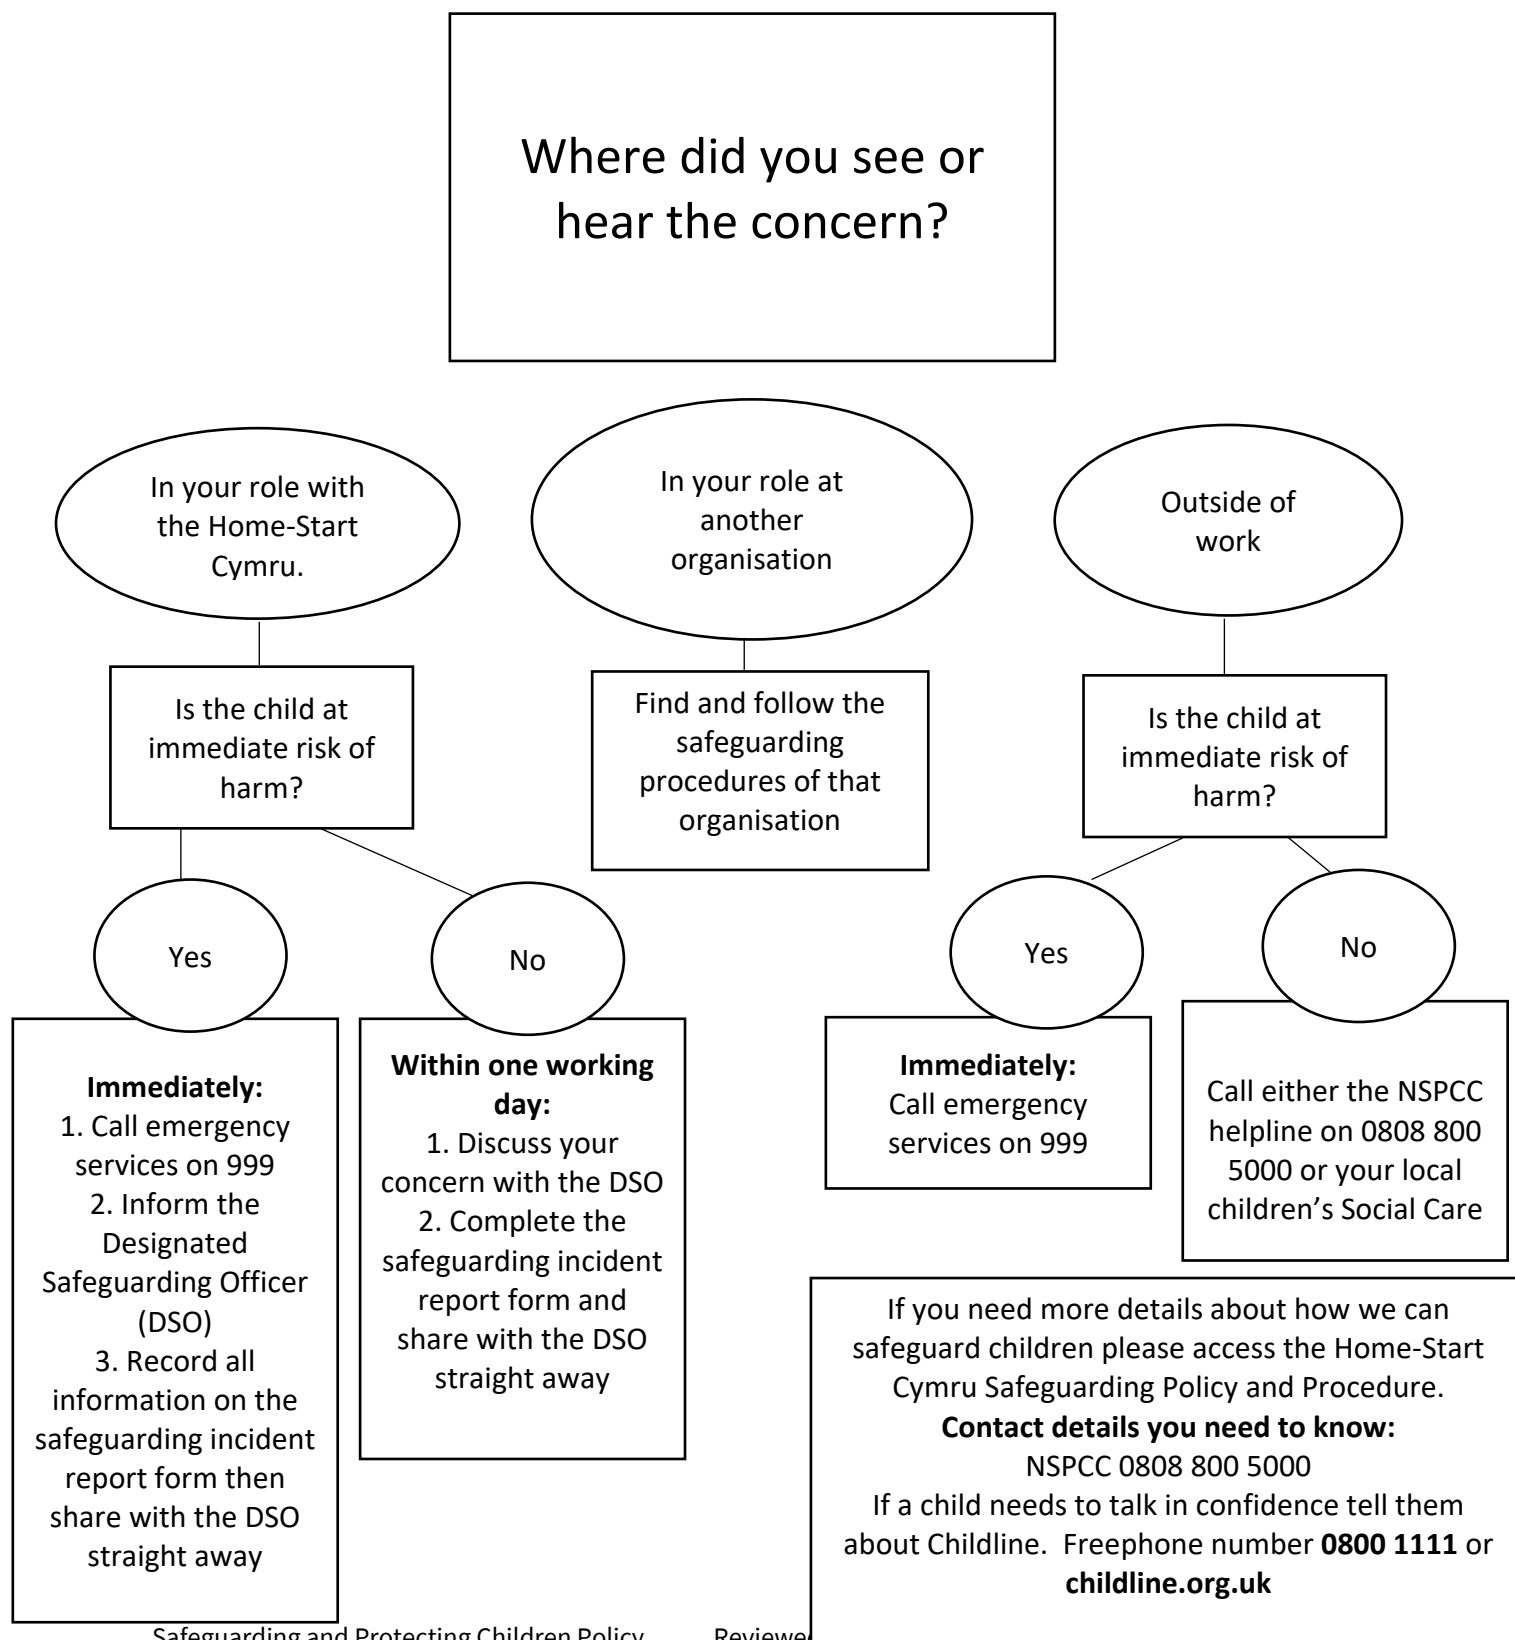 Where did you see or
hear the concern?
In your role with
the Home-Start
Cymru.
In your role at
another
organisation
Outside of
work
Is the child at
immediate risk of
harm?
Find and follow the
safeguarding
procedures of that
organisation
Is the child at
immediate risk of
harm?
Yes
No
Yes
No
Immediately:
1. Call emergency
services on 999
2. Inform the
Designated
Safeguarding Officer
(DSO)
3. Record all
information on the
safeguarding incident
report form then
share with the DSO
straight away
Within one working
day:
1. Discuss your
concern with the DSO
2. Complete the
safeguarding incident
report form and
share with the DSO
straight away
Immediately:
Call emergency
services on 999
Call either the NSPCC
helpline on 0808 800
5000 or your local
children’s Social Care
If you need more details about how we can
safeguard children please access the Home-Start
Cymru Safeguarding Policy and Procedure.
Contact details you need to know:
NSPCC 0808 800 5000
If a child needs to talk in confidence tell them
about Childline.  Freephone number 0800 1111 or
childline.org.uk
Safeguarding and Protecting Children Policy Reviewed